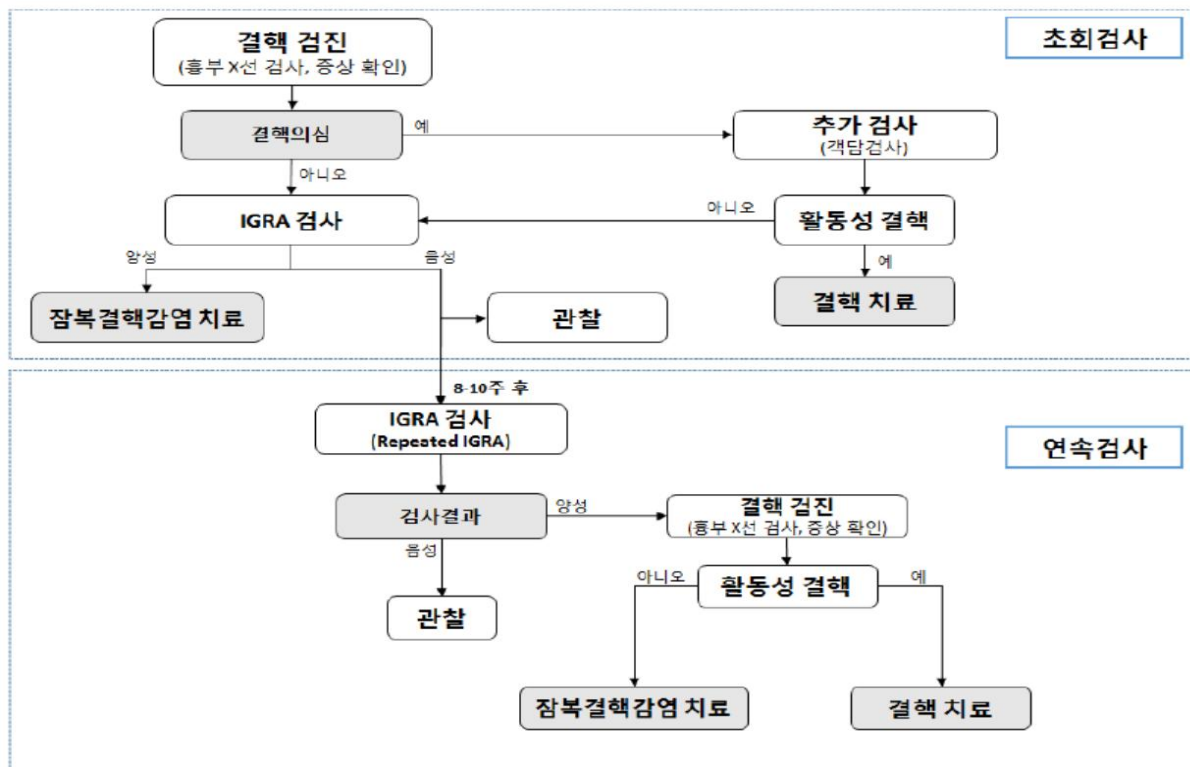 초회검사
결핵 검진
(흉부 X선 검사, 증상 확인)
결핵의심
예
추가 검사
(객담검사)
아니오
IGRA 검사
아니오
활동성 결핵
양성
음성
예
잠복결핵감염 치료
관찰
결핵 치료
8-10주 후
IGRA 검사
(Repeated IGRA)
연속검사
검사결과
양성
결핵 검진
(흉부 X선 검사, 증상 확인)
음성
아니오
활동성 결핵
예
관찰
잠복결핵감염 치료
결핵 치료